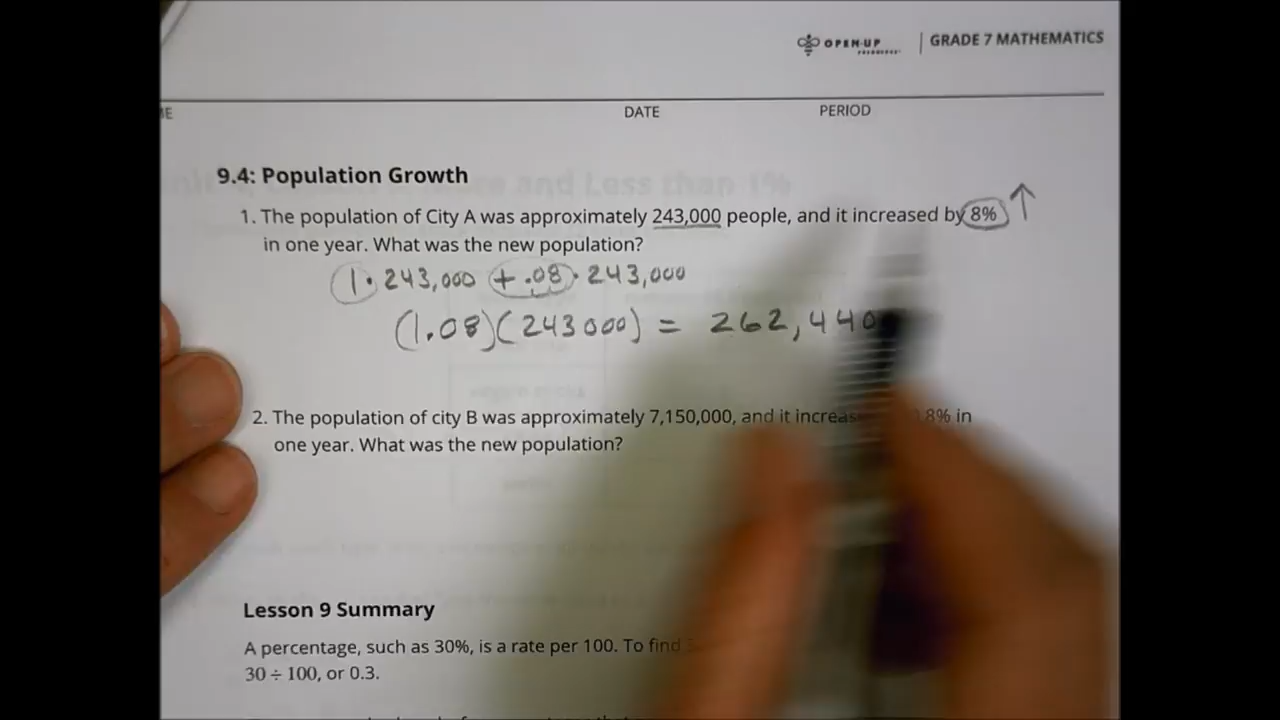 OPEN-UP
GRADE 7 MATHEMATICS
DATE PERIOD
9.4: Population Growth
1. The population of City A was approximately 243,000 people, and it increased by 8% ↑
in one year. What was the new population?
1 · 243,000 + .08 · 243,000
(1.08)(243000) = 262,440
2. The population of city B was approximately 7,150,000, and it 8% in
one year. What was the new population?
Lesson 9 Summary
A percentage, such as 30%, is a rate per 100. To find
30 ÷ 100, or 0.3.